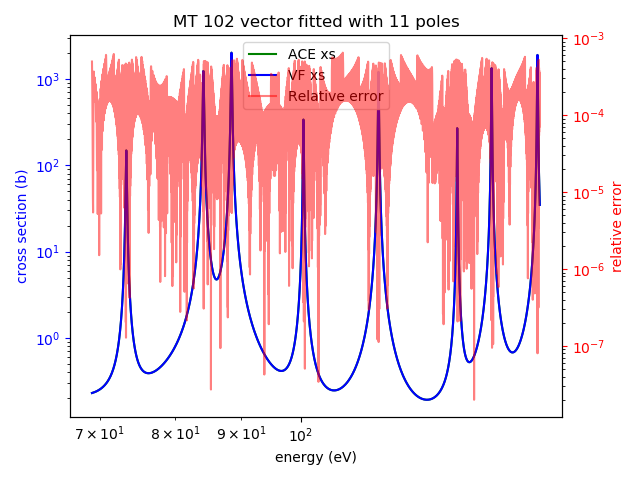 MT 102 vector fitted with 11 poles
ACE xs
VF xs
Relative error
cross section (b)
10³
10²
10¹
10⁰
10⁻³
10⁻⁴
10⁻⁵
10⁻⁶
10⁻⁷
relative error
7 × 10¹ 8 × 10¹ 9 × 10¹ 10²
energy (eV)